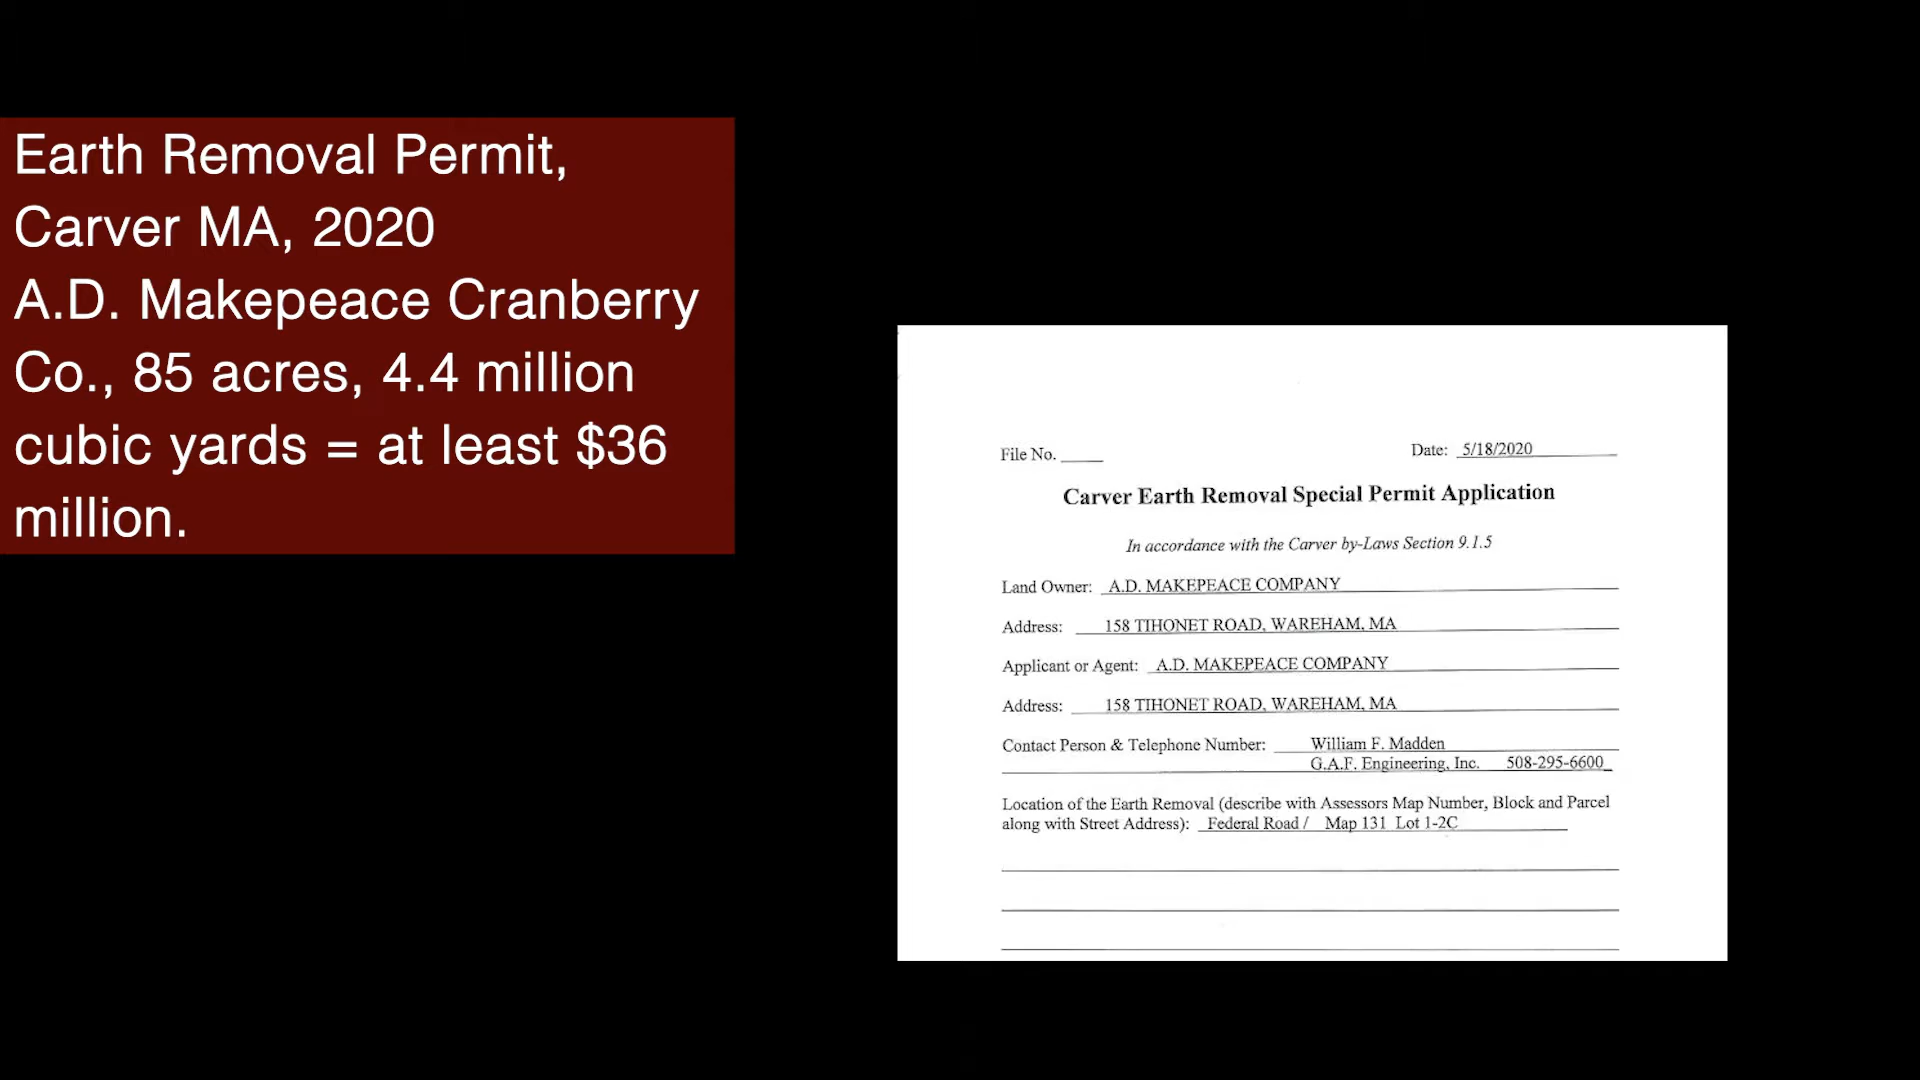 Earth Removal Permit,
Carver MA, 2020
A.D. Makepeace Cranberry
Co., 85 acres, 4.4 million
cubic yards = at least $36
million.
File No. ____
Date: 5/18/2020
Carver Earth Removal Special Permit Application
In accordance with the Carver by-Laws Section 9.1.5
Land Owner: A.D. MAKEPEACE COMPANY
Address: 158 TIHONET ROAD, WAREHAM, MA
Applicant or Agent: A.D. MAKEPEACE COMPANY
Address: 158 TIHONET ROAD, WAREHAM, MA
Contact Person & Telephone Number: William F. Madden
G.A.F. Engineering, Inc. 508-295-6600
Location of the Earth Removal (describe with Assessors Map Number, Block and Parcel
along with Street Address): Federal Road / Map 131 Lot 1-2C